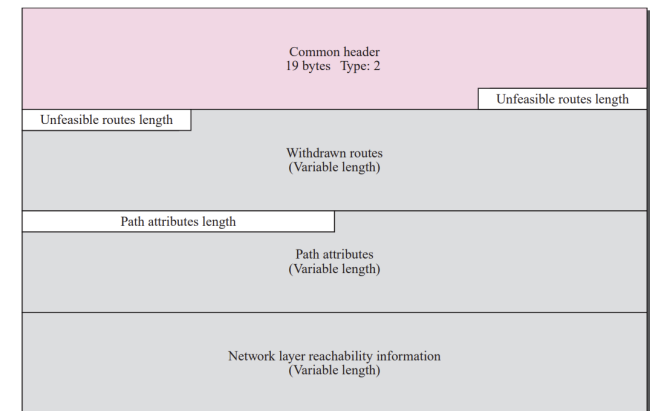 Common header
19 bytes Type: 2
Unfeasible routes length
Unfeasible routes length
Withdrawn routes
(Variable length)
Path attributes length
Path attributes
(Variable length)
Network layer reachability information
(Variable length)